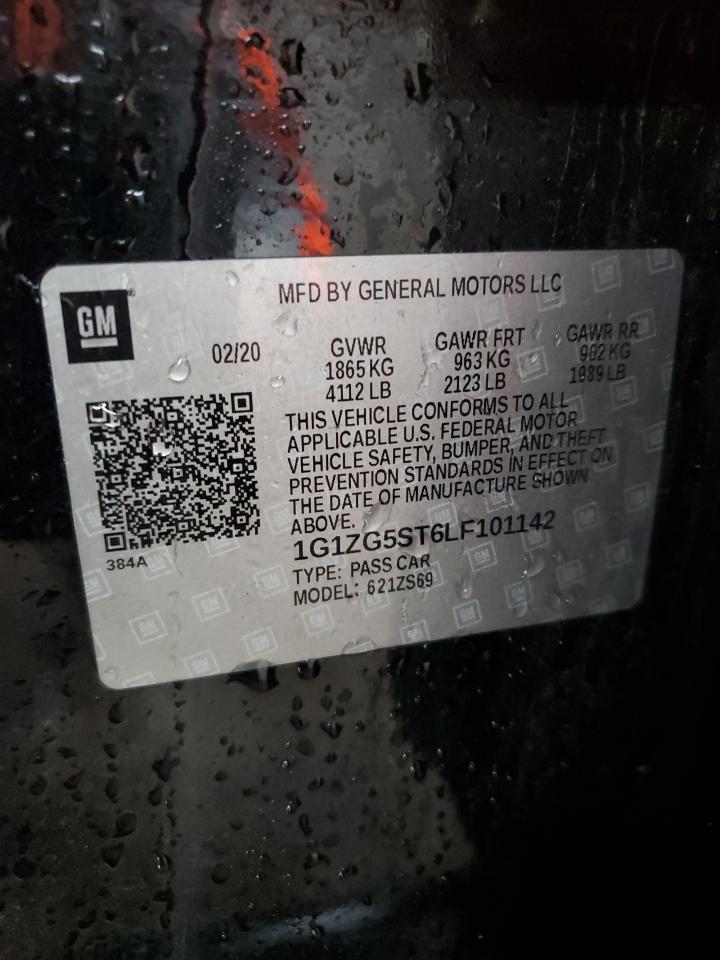 GM
MFD BY GENERAL MOTORS LLC
02/20
GVWR
1865 KG
4112 LB
GAWR FRT
963 KG
2123 LB
GAWR RR
902 KG
1989 LB
THIS VEHICLE CONFORMS TO ALL
APPLICABLE U.S. FEDERAL MOTOR
VEHICLE SAFETY, BUMPER, AND THEFT
PREVENTION STANDARDS IN EFFECT ON
THE DATE OF MANUFACTURE SHOWN
ABOVE.
1G1ZG5ST6LF101142
TYPE: PASS CAR
MODEL: 621ZS69
384A